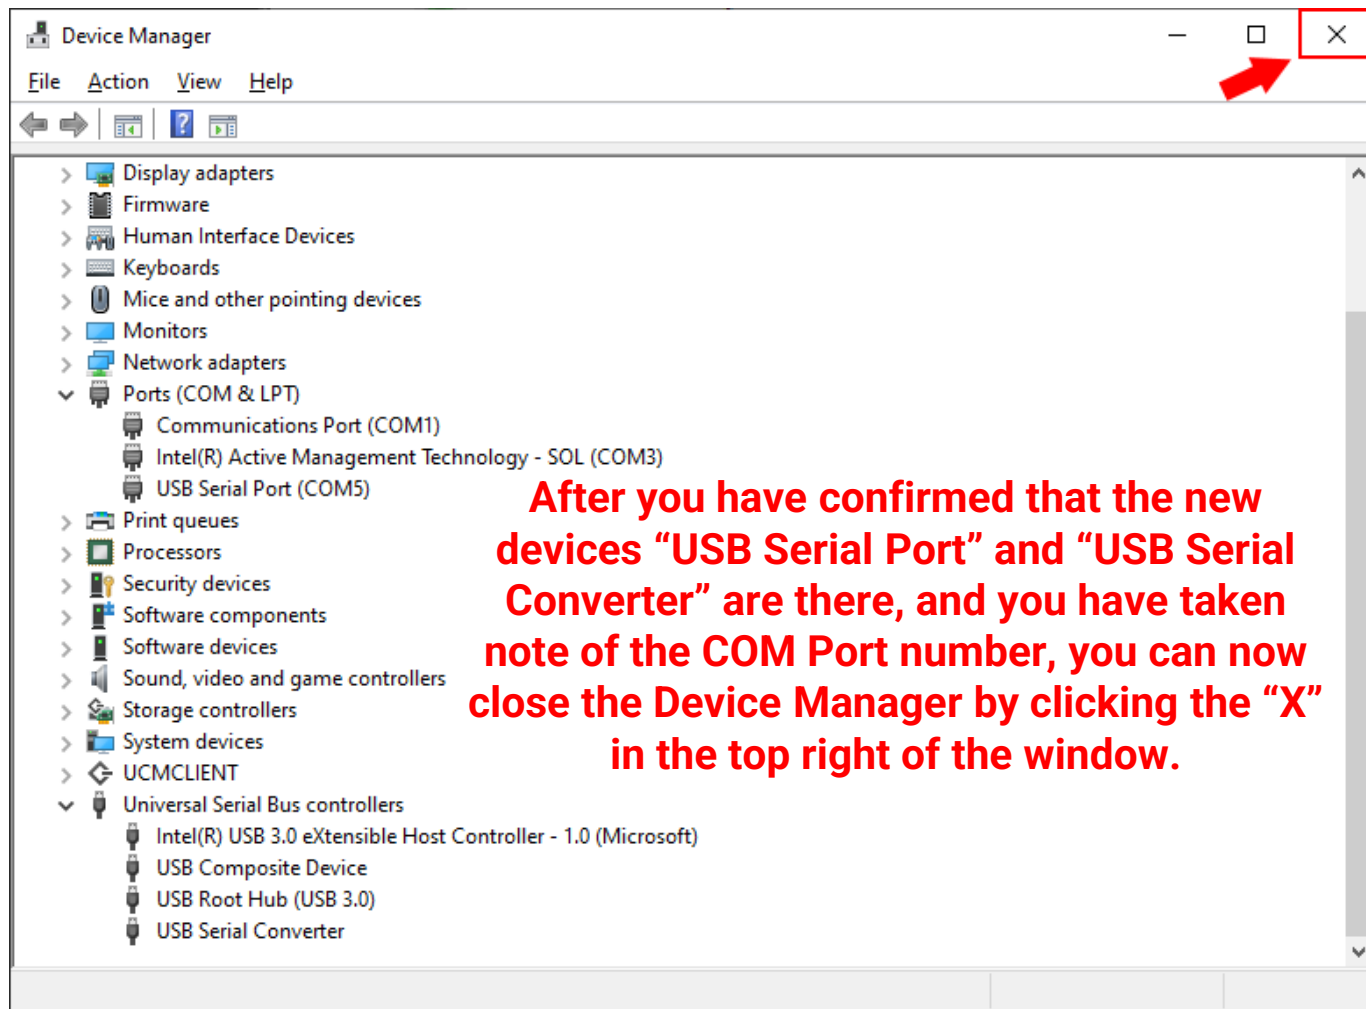 Device Manager
File Action View Help
Display adapters
Firmware
Human Interface Devices
Keyboards
Mice and other pointing devices
Monitors
Network adapters
Ports (COM & LPT)
Communications Port (COM1)
Intel(R) Active Management Technology - SOL (COM3)
USB Serial Port (COM5)
Print queues
Processors
Security devices
Software components
Software devices
Sound, video and game controllers
Storage controllers
System devices
UCMCLIENT
Universal Serial Bus controllers
Intel(R) USB 3.0 eXtensible Host Controller - 1.0 (Microsoft)
USB Composite Device
USB Root Hub (USB 3.0)
USB Serial Converter
After you have confirmed that the new
devices “USB Serial Port” and “USB Serial
Converter” are there, and you have taken
note of the COM Port number, you can now
close the Device Manager by clicking the “X”
in the top right of the window.